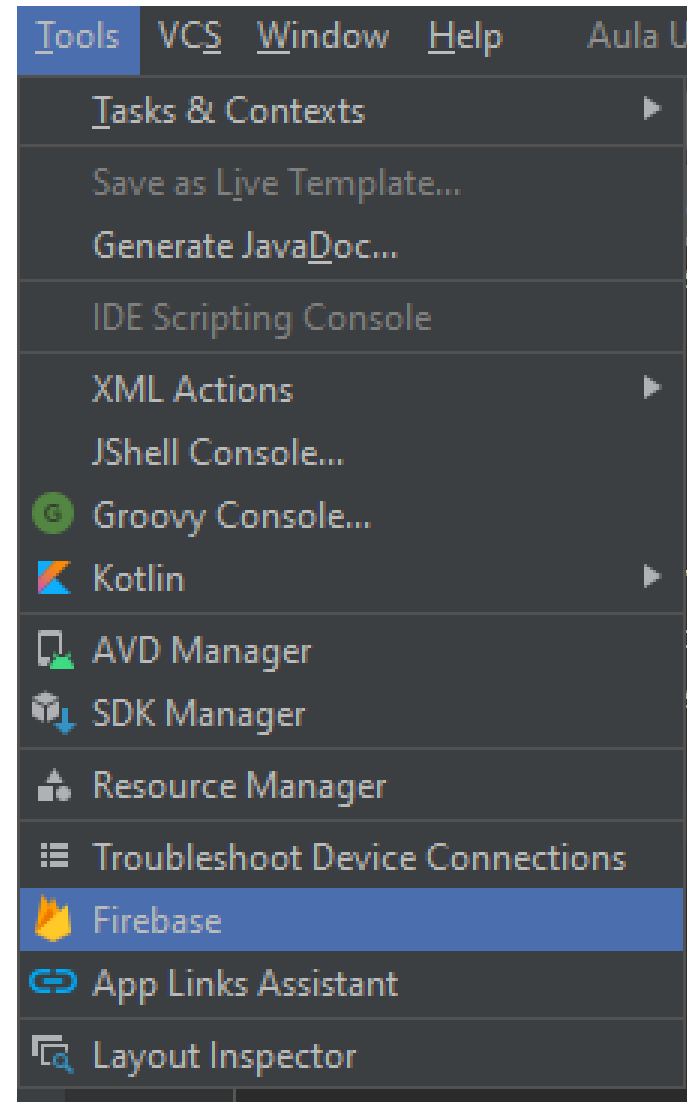 Tools VCS Window Help Aula U
Tasks & Contexts
Save as Live Template...
Generate JavaDoc...
IDE Scripting Console
XML Actions
JShell Console...
G Groovy Console...
Kotlin
AVD Manager
SDK Manager
Resource Manager
Troubleshoot Device Connections
Firebase
App Links Assistant
Layout Inspector